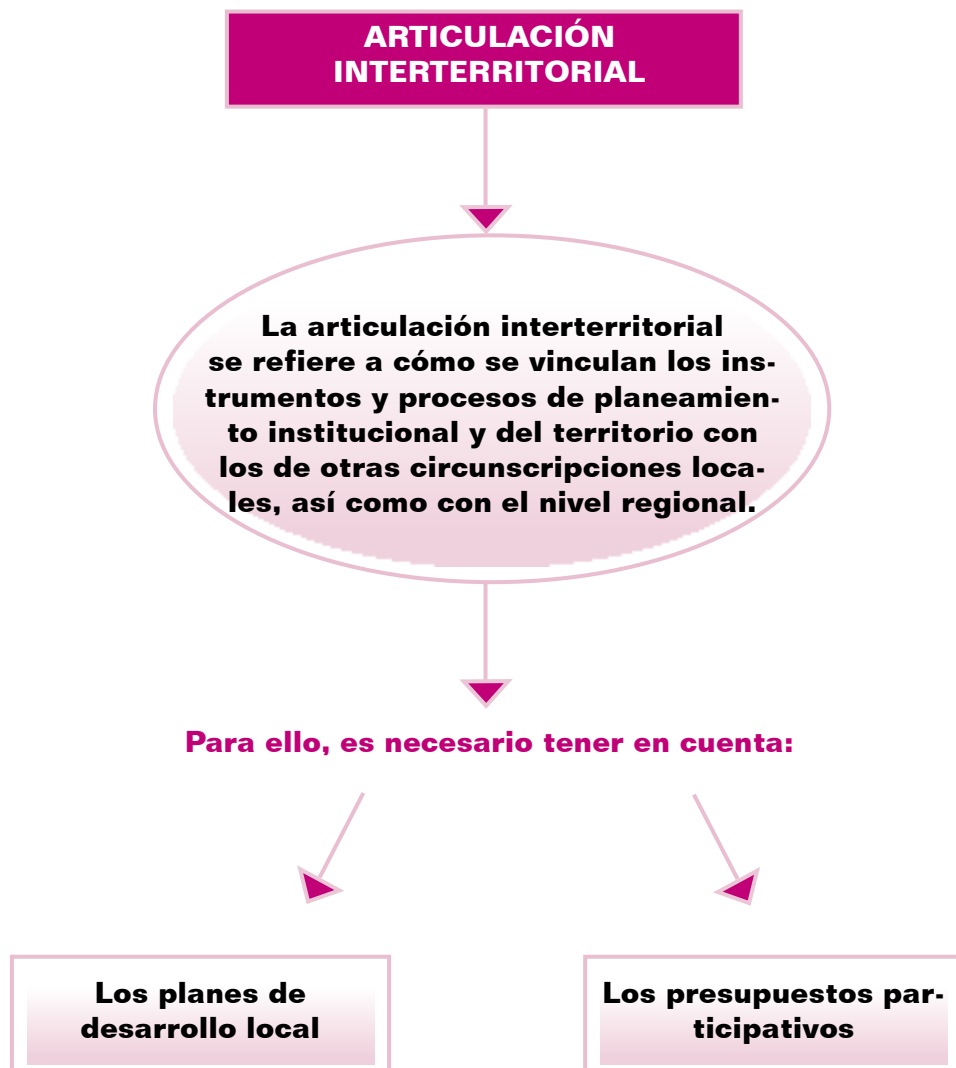 ARTICULACIÓN
INTERTERRITORIAL
La articulación interterritorial
se refiere a cómo se vinculan los ins-
trumentos y procesos de planeamien-
to institucional y del territorio con
los de otras circunscripciones loca-
les, así como con el nivel regional.
Para ello, es necesario tener en cuenta:
Los planes de
desarrollo local
Los presupuestos par-
ticipativos